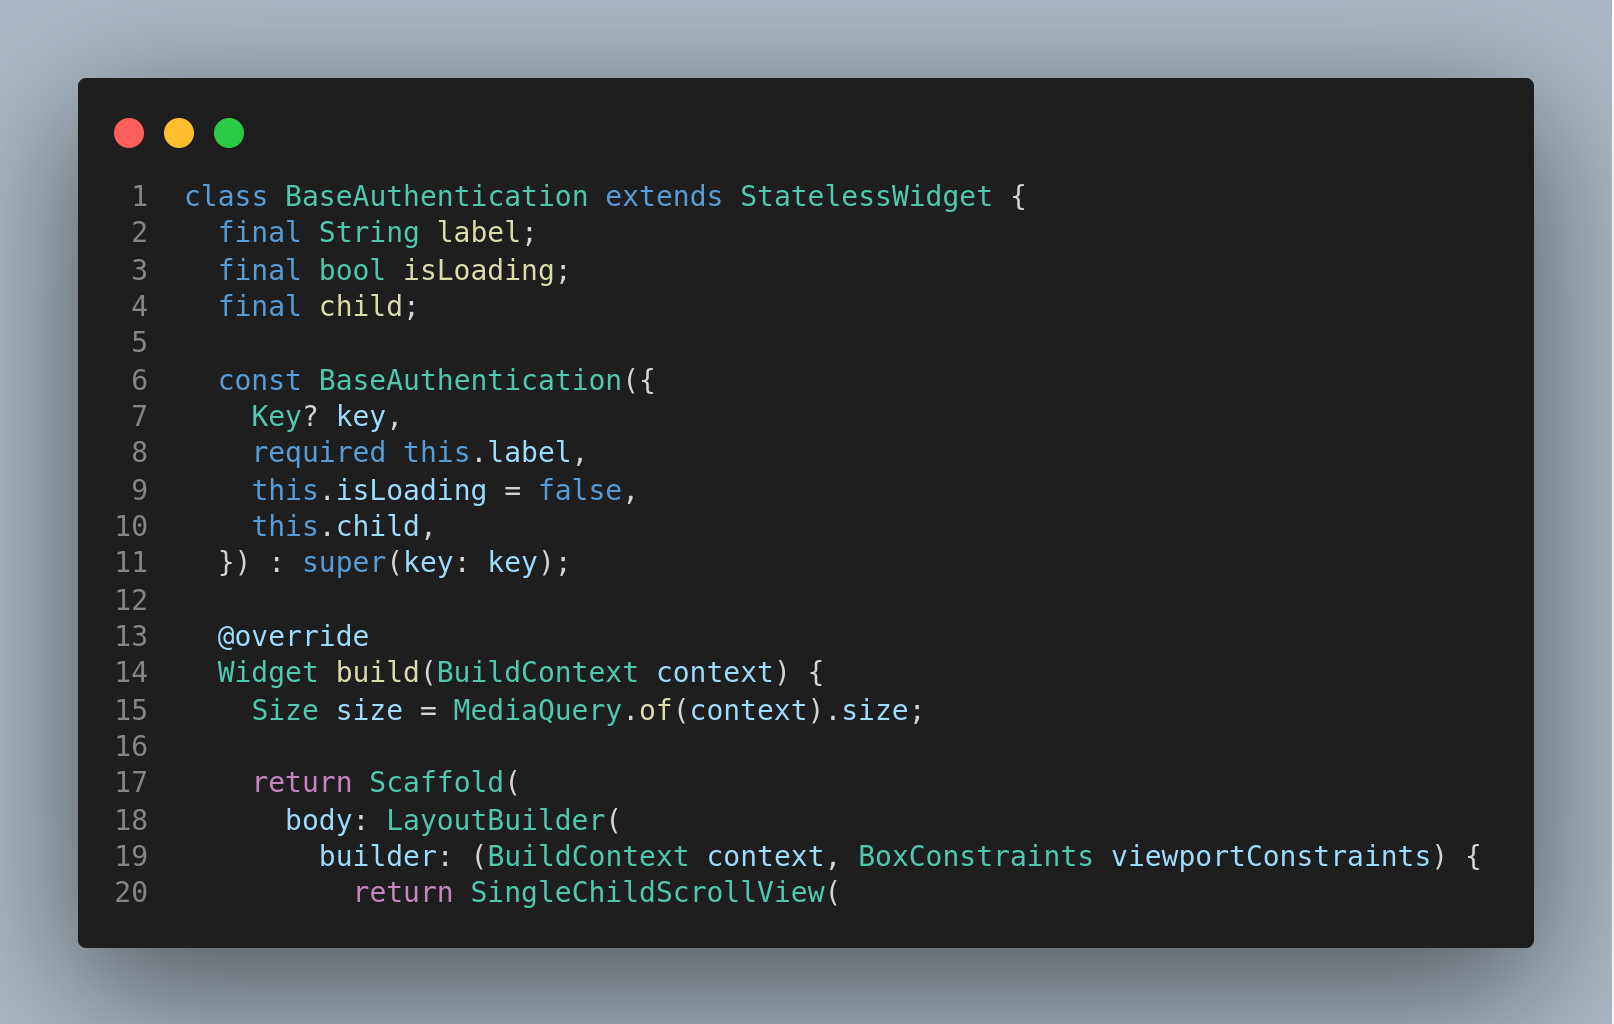 1 class BaseAuthentication extends StatelessWidget {
2   final String label;
3   final bool isLoading;
4   final child;
5
6   const BaseAuthentication({
7     Key? key,
8     required this.label,
9     this.isLoading = false,
10     this.child,
11   }) : super(key: key);
12
13   @override
14   Widget build(BuildContext context) {
15     Size size = MediaQuery.of(context).size;
16
17     return Scaffold(
18       body: LayoutBuilder(
19         builder: (BuildContext context, BoxConstraints viewportConstraints) {
20           return SingleChildScrollView(